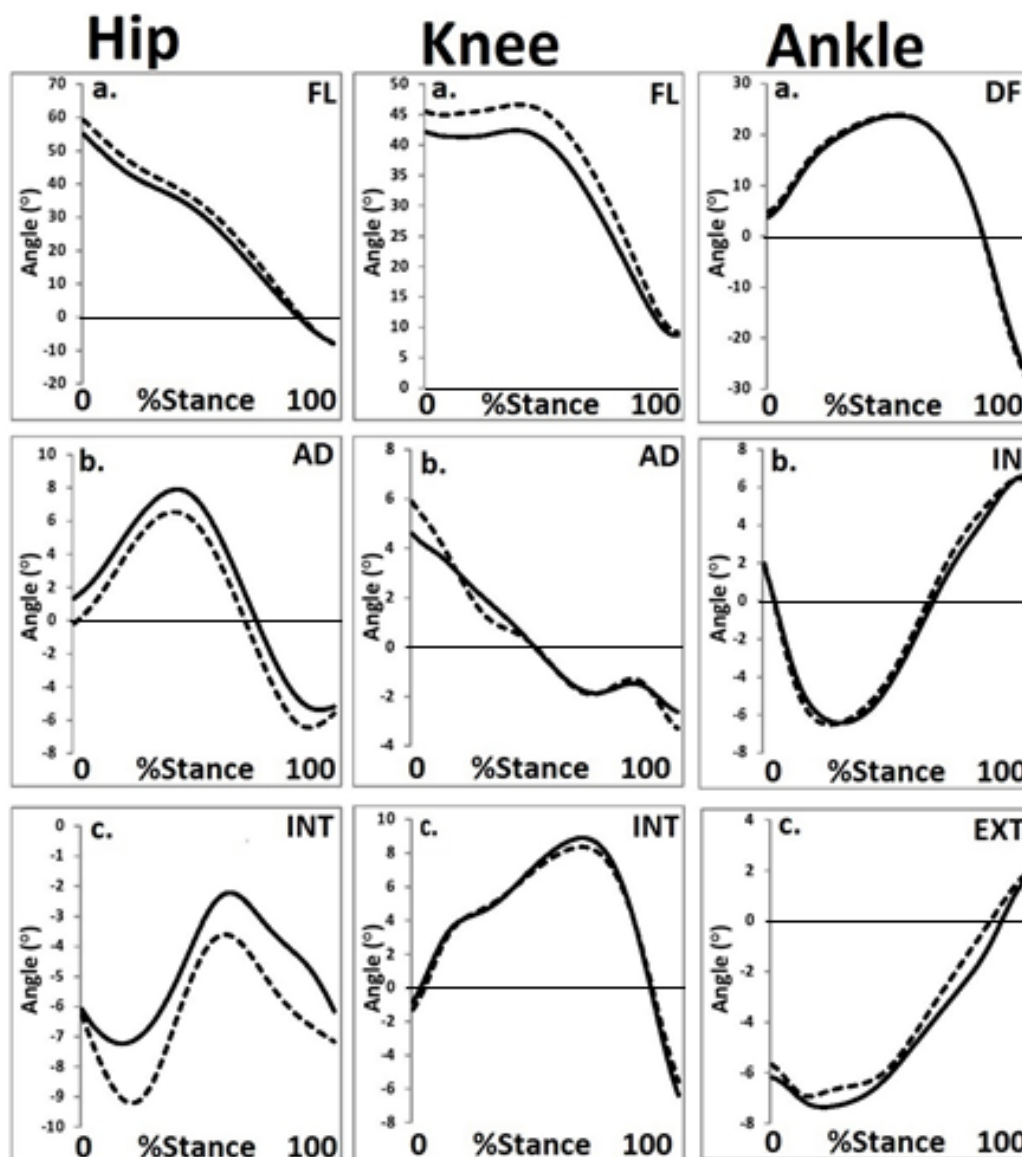 Hip Knee Ankle
a. FL
70
60
50
40
30
20
10
0
-10
-20
Angle (°)
0 %Stance 100
a. FL
50
45
40
35
30
25
20
15
10
5
0
Angle (°)
0 %Stance 100
a. DF
30
20
10
0
-10
-20
-30
Angle (°)
0 %Stance 100
b. AD
10
8
6
4
2
0
-2
-4
-6
-8
Angle (°)
0 %Stance 100
b. AD
8
6
4
2
0
-2
-4
Angle (°)
0 %Stance 100
b. IN
8
6
4
2
0
-2
-4
-6
-8
Angle (°)
0 %Stance 100
c. INT
0
-1
-2
-3
-4
-5
-6
-7
-8
-9
-10
Angle (°)
0 %Stance 100
c. INT
10
8
6
4
2
0
-2
-4
-6
-8
Angle (°)
0 %Stance 100
c. EXT
4
2
0
-2
-4
-6
-8
Angle (°)
0 %Stance 100